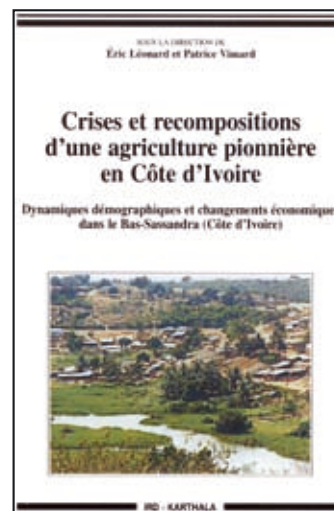 SOUS LA DIRECTION DE
Éric Léonard et Patrice Vimard
Crises et recompositions
d'une agriculture pionnière
en Côte d'Ivoire
Dynamiques démographiques et changements économiques
dans le Bas-Sassandra (Côte d'Ivoire)
IRD - KARTHALA